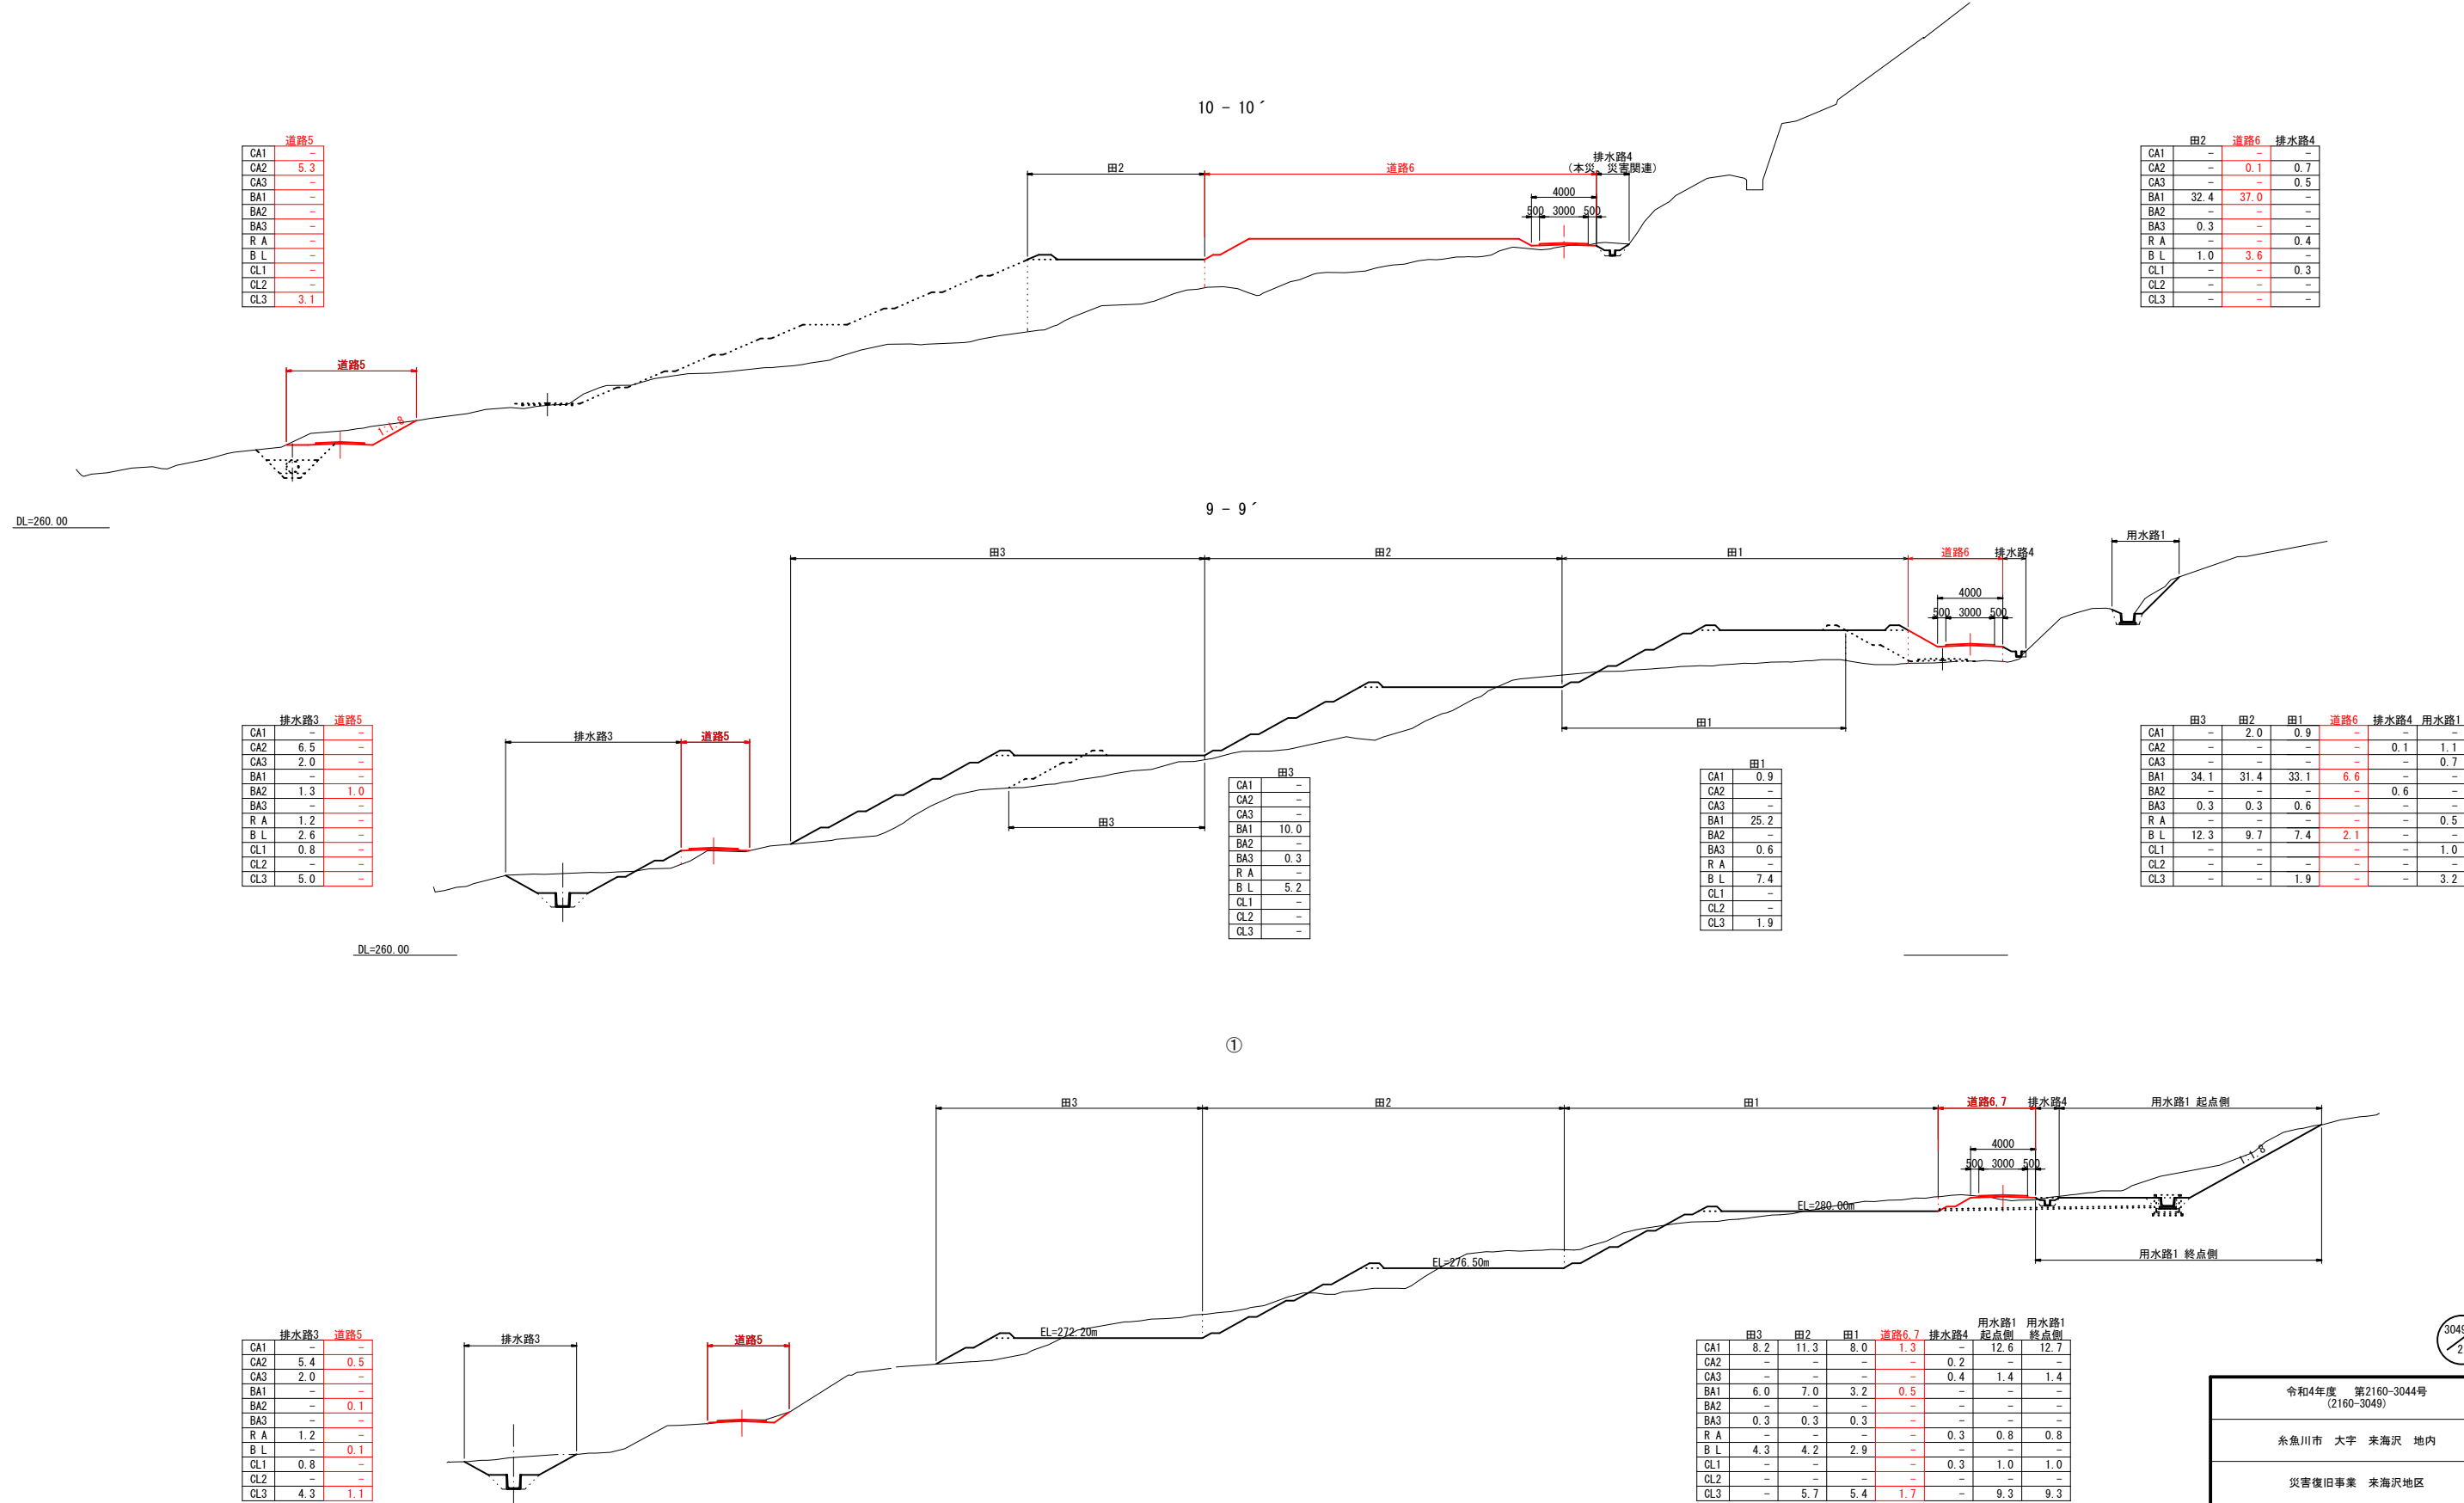 10 - 10´
道路5
CA1 -
CA2 5.3
CA3 -
BA1 -
BA2 -
BA3 -
R A -
B L -
CL1 -
CL2 -
CL3 3.1
田2 道路6 排水路4
(本災、災害関連)
4000
500 3000 500
田2 道路6 排水路4
CA1 - - -
CA2 - 0.1 0.7
CA3 - - 0.5
BA1 32.4 37.0 -
BA2 - - -
BA3 0.3 - -
R A - - 0.4
B L 1.0 3.6 -
CL1 - - 0.3
CL2 - - -
CL3 - - -
道路5
1:1.8
DL=260.00
9 - 9´
田3 田2 田1 道路6 排水路4 用水路1
4000
500 3000 500
排水路3 道路5
田3
田1
排水路3 道路5
CA1 - -
CA2 6.5 -
CA3 2.0 -
BA1 - -
BA2 1.3 1.0
BA3 - -
R A 1.2 -
B L 2.6 -
CL1 0.8 -
CL2 - -
CL3 5.0 -
田3
CA1 -
CA2 -
CA3 -
BA1 10.0
BA2 -
BA3 0.3
R A -
B L 5.2
CL1 -
CL2 -
CL3 -
田1
CA1 0.9
CA2 -
CA3 -
BA1 25.2
BA2 -
BA3 0.6
R A -
B L 7.4
CL1 -
CL2 -
CL3 1.9
田3 田2 田1 道路6 排水路4 用水路1
CA1 - 2.0 0.9 - - -
CA2 - - - - 0.1 1.1
CA3 - - - - - 0.7
BA1 34.1 31.4 33.1 6.6 - -
BA2 - - - - 0.6 -
BA3 0.3 0.3 0.6 - - -
R A - - - - - 0.5
B L 12.3 9.7 7.4 2.1 - -
CL1 - - - - 1.0
CL2 - - - - - -
CL3 - - 1.9 - - 3.2
DL=260.00
①
田3 田2 田1 道路6,7 排水路4 用水路1 起点側
4000
500 3000 500
1:1.8
EL=280.00m
EL=276.50m
EL=272.20m
用水路1 終点側
排水路3 道路5
排水路3 道路5
CA1 - -
CA2 5.4 0.5
CA3 2.0 -
BA1 - -
BA2 - 0.1
BA3 - -
R A 1.2 -
B L - 0.1
CL1 0.8 -
CL2 - -
CL3 4.3 1.1
田3 田2 田1 道路6,7 排水路4 用水路1 起点側 用水路1 終点側
CA1 8.2 11.3 8.0 1.3 - 12.6 12.7
CA2 - - - - 0.2 - -
CA3 - - - - 0.4 1.4 1.4
BA1 6.0 7.0 3.2 0.5 - - -
BA2 - - - - - - -
BA3 0.3 0.3 0.3 - - - -
R A - - - - 0.3 0.8 0.8
B L 4.3 4.2 2.9 - - - -
CL1 - - - 0.3 1.0 1.0
CL2 - - - - - - -
CL3 - 5.7 5.4 1.7 - 9.3 9.3
3049
2
令和4年度 第2160-3044号
(2160-3049)
糸魚川市 大字 来海沢 地内
災害復旧事業 来海沢地区